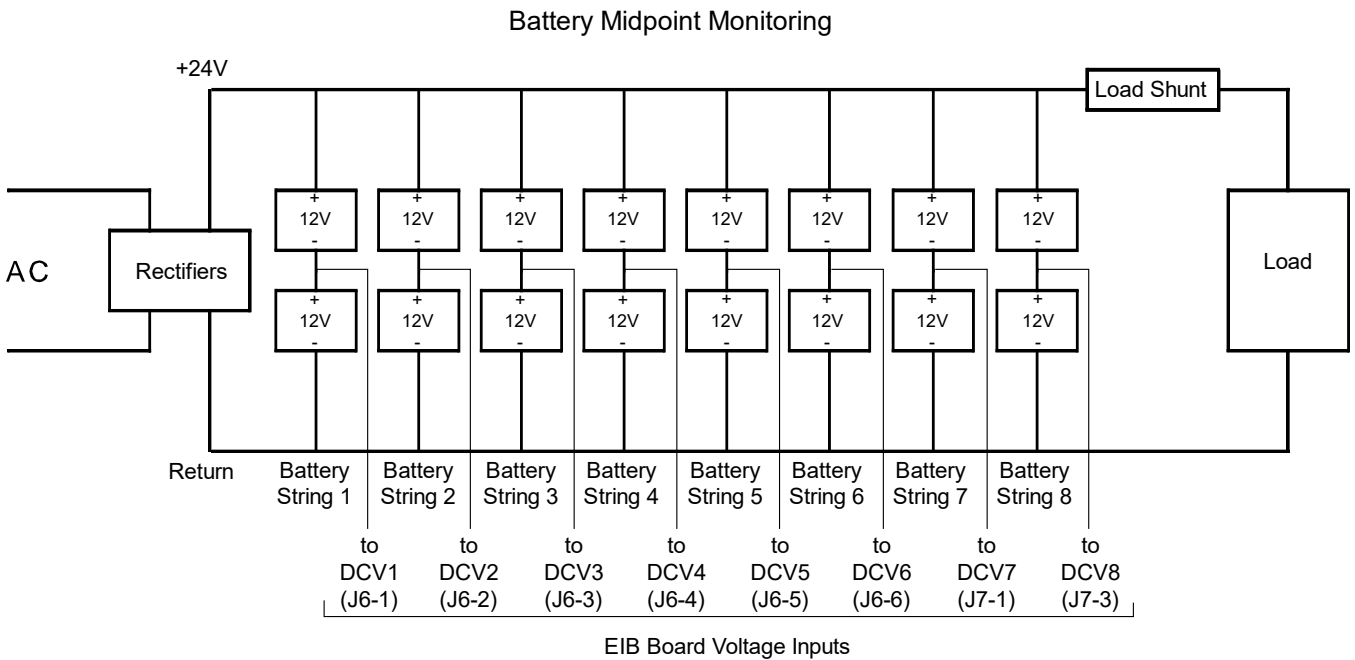 Battery Midpoint Monitoring
+24V
Load Shunt
+ + + + + + + +
12V 12V 12V 12V 12V 12V 12V 12V
- - - - - - - -
AC
Rectifiers
Load
+ + + + + + + +
12V 12V 12V 12V 12V 12V 12V 12V
- - - - - - - -
Return
Battery Battery Battery Battery Battery Battery Battery Battery
String 1 String 2 String 3 String 4 String 5 String 6 String 7 String 8
to to to to to to to to
DCV1 DCV2 DCV3 DCV4 DCV5 DCV6 DCV7 DCV8
(J6-1) (J6-2) (J6-3) (J6-4) (J6-5) (J6-6) (J7-1) (J7-3)
EIB Board Voltage Inputs